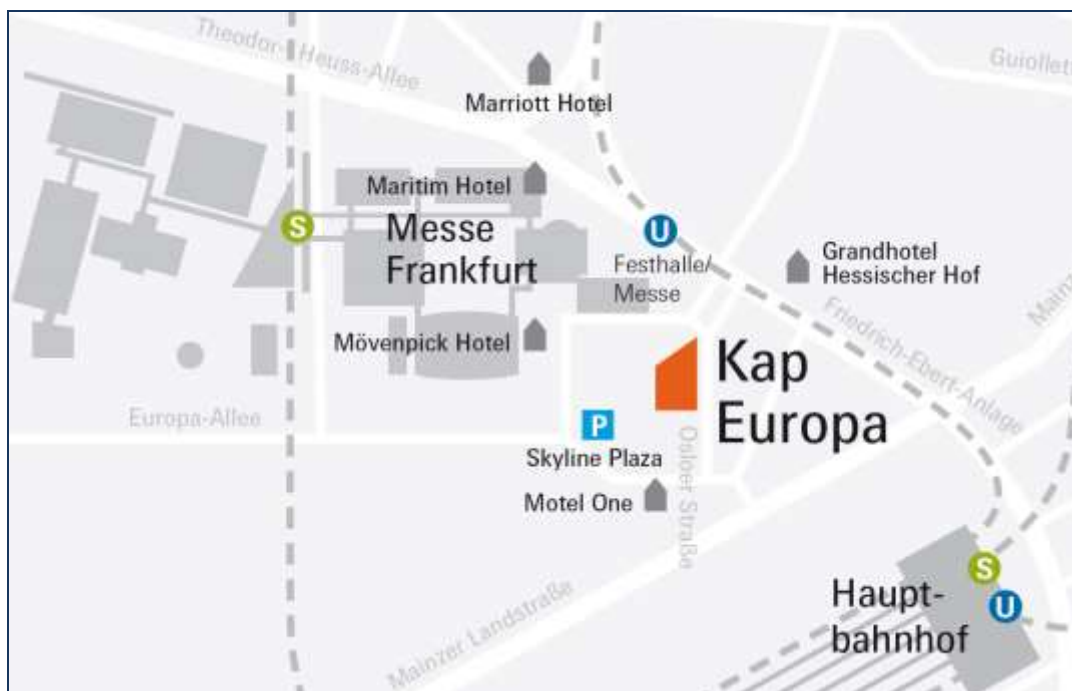 Theodor-Heuss-Allee
Guiollett
Marriott Hotel
Maritim Hotel
S
Messe
Frankfurt
U
Festhalle/
Messe
Grandhotel
Hessischer Hof
Mainz
Mövenpick Hotel
Friedrich-Ebert-Anlage
Kap
Europa
Europa-Allee
P
Skyline Plaza
Osloer Straße
Motel One
Mainzer Landstraße
S
Haupt-
bahnhof
U